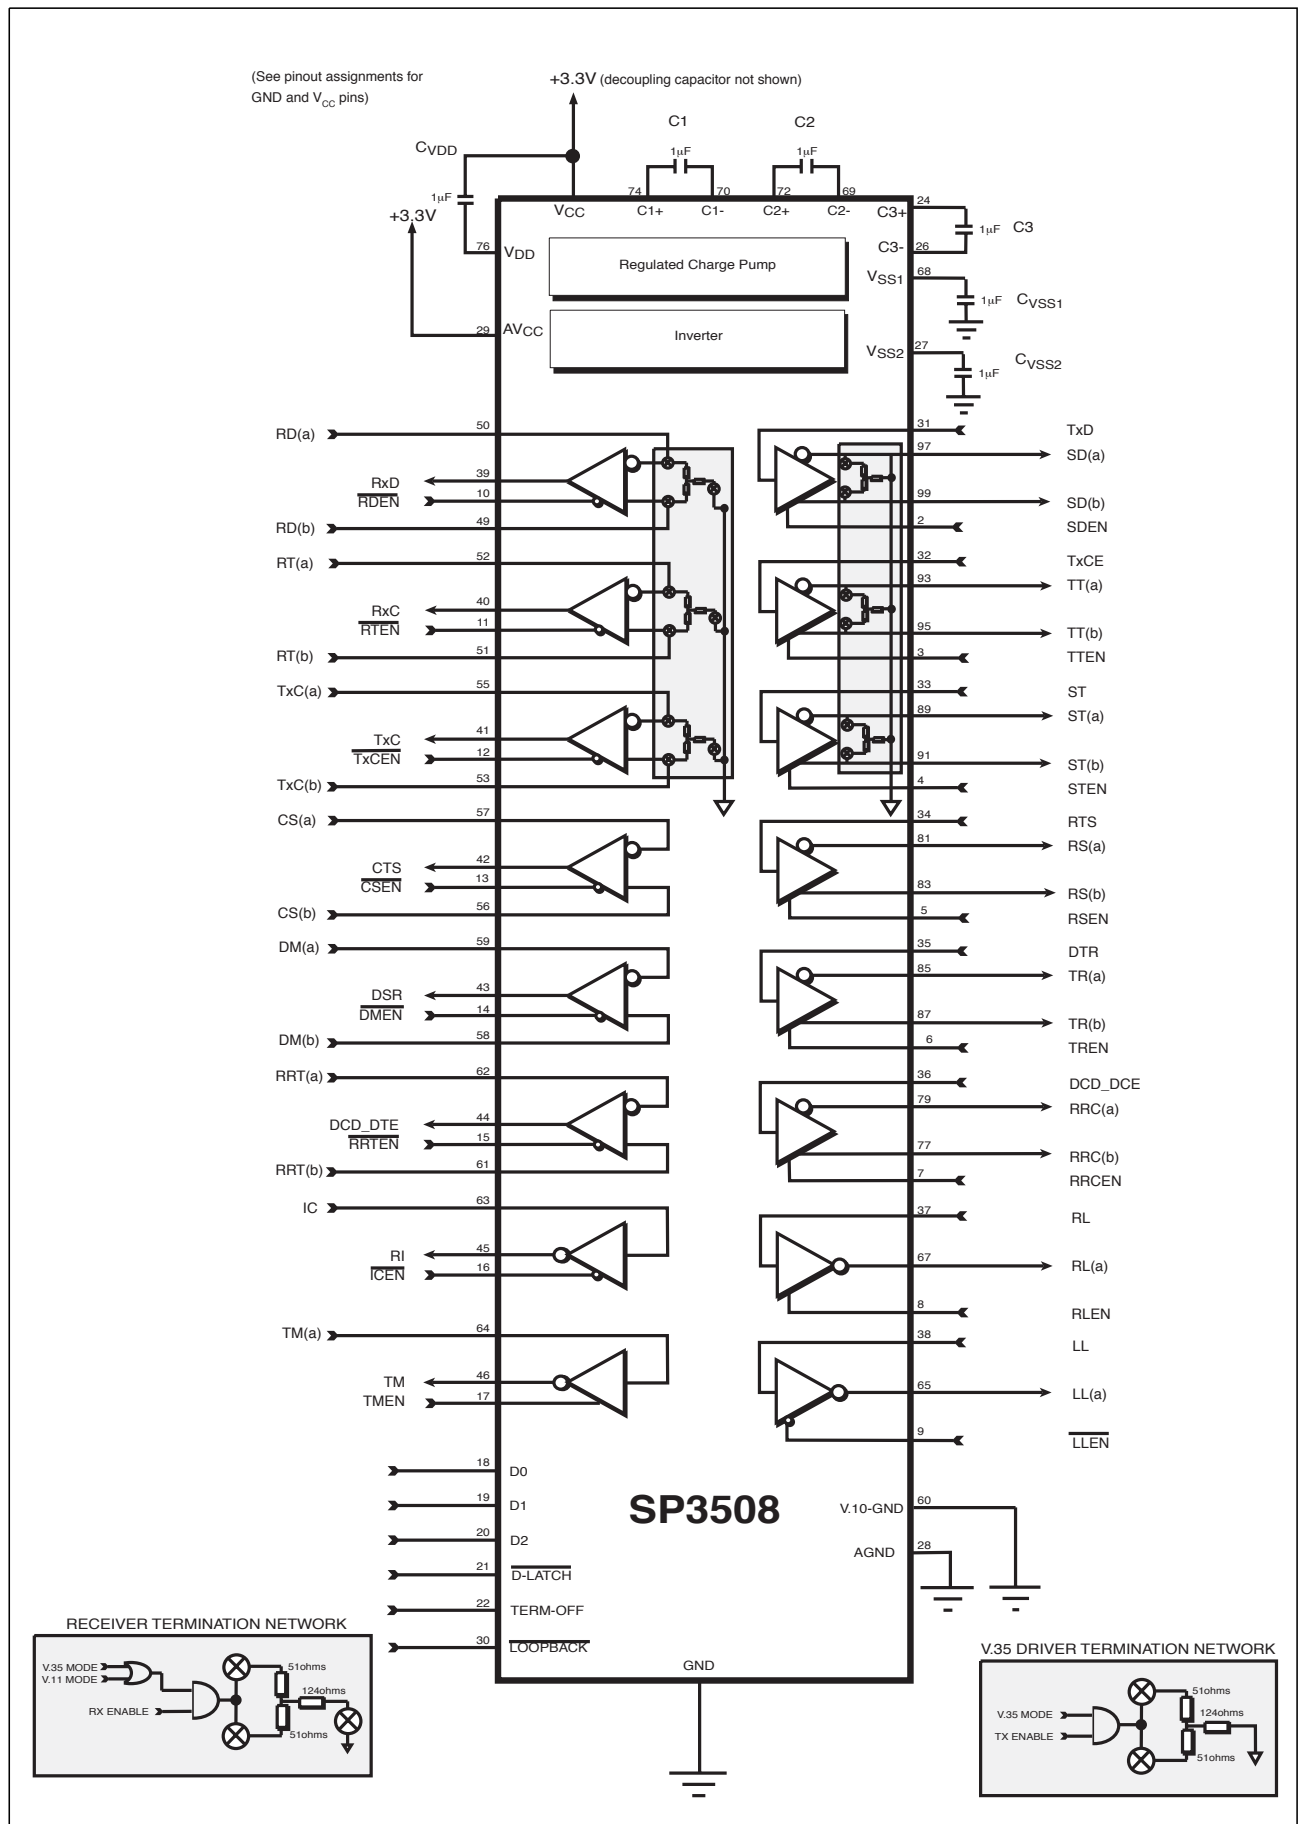 (See pinout assignments for
GND and VCC pins)
+3.3V (decoupling capacitor not shown)
CVDD
1µF
+3.3V
C1
1µF
C2
1µF
74
70
72
69
VCC
C1+
C1-
C2+
C2-
C3+
24
1µF
C3
C3-
26
76
VDD
Regulated Charge Pump
VSS1
68
1µF
CVSS1
29
AVCC
Inverter
VSS2
27
1µF
CVSS2
RD(a)
50
RxD
39
RDEN
10
RD(b)
49
RT(a)
52
RxC
40
RTEN
11
RT(b)
51
TxC(a)
55
TxC
41
TxCEN
12
TxC(b)
53
CS(a)
57
CTS
42
CSEN
13
CS(b)
56
DM(a)
59
DSR
43
DMEN
14
DM(b)
58
RRT(a)
62
DCD_DTE
44
RRTEN
15
RRT(b)
61
IC
63
RI
45
ICEN
16
TM(a)
64
TM
46
TMEN
17
31
TxD
97
SD(a)
99
SD(b)
2
SDEN
32
TxCE
93
TT(a)
95
TT(b)
3
TTEN
33
ST
89
ST(a)
91
ST(b)
4
STEN
34
RTS
81
RS(a)
83
RS(b)
5
RSEN
35
DTR
85
TR(a)
87
TR(b)
6
TREN
36
DCD_DCE
79
RRC(a)
77
RRC(b)
7
RRCEN
37
RL
67
RL(a)
8
RLEN
38
LL
65
LL(a)
9
LLEN
18
D0
19
D1
20
D2
21
D-LATCH
22
TERM-OFF
30
LOOPBACK
SP3508
V.10-GND
60
AGND
28
GND
RECEIVER TERMINATION NETWORK
V.35 MODE
V.11 MODE
RX ENABLE
51ohms
124ohms
51ohms
V.35 DRIVER TERMINATION NETWORK
V.35 MODE
TX ENABLE
51ohms
124ohms
51ohms